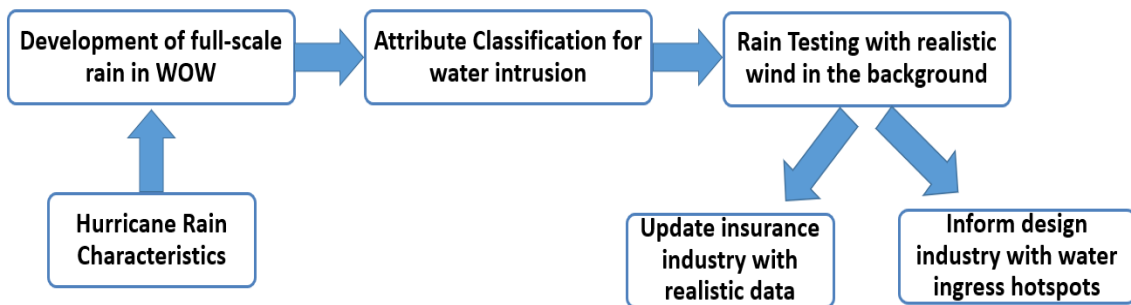 Development of full-scale
rain in WOW
Attribute Classification for
water intrusion
Rain Testing with realistic
wind in the background
Hurricane Rain
Characteristics
Update insurance
industry with
realistic data
Inform design
industry with water
ingress hotspots